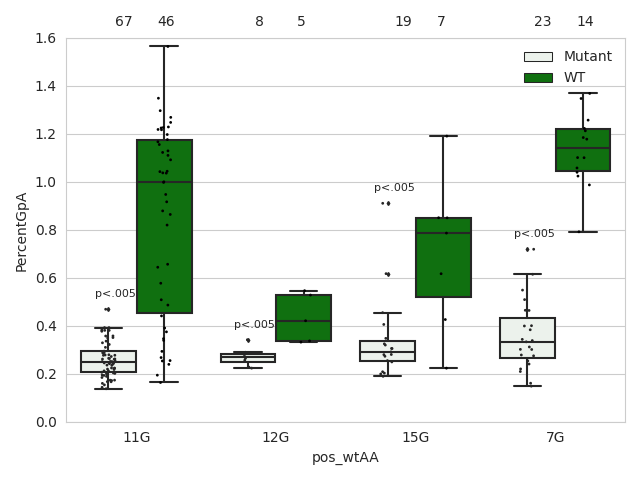 67 46 8 5 19 7 23 14
1.6
1.4
1.2
1.0
0.8
0.6
0.4
0.2
0.0
PercentGpA
Mutant
WT
p<.005
p<.005
p<.005
p<.005
11G 12G 15G 7G
pos_wtAA